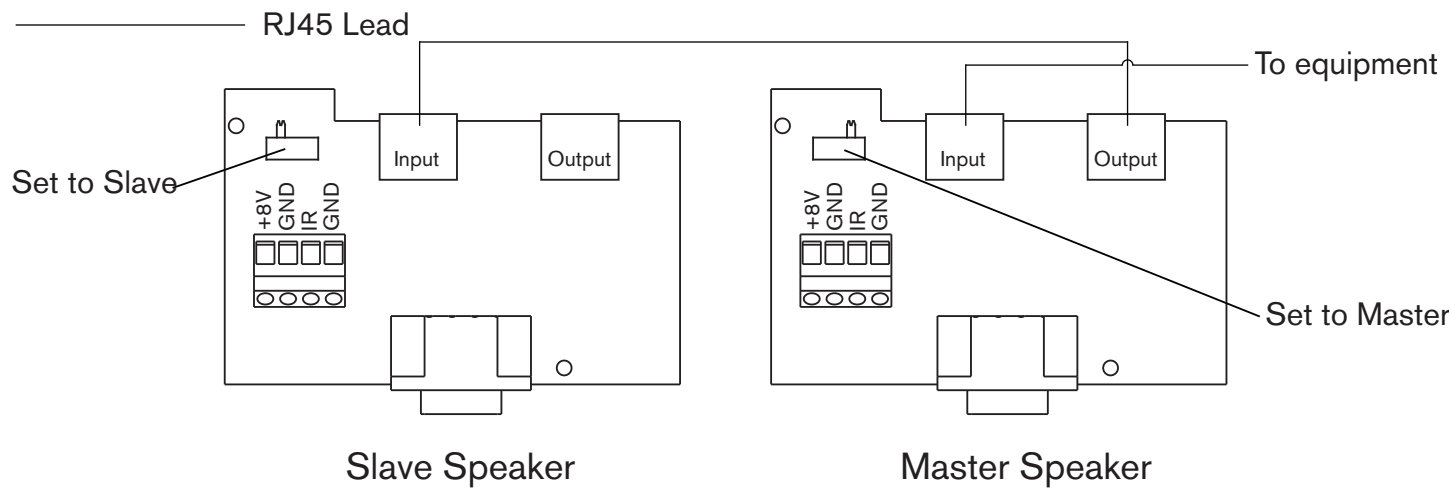 RJ45 Lead
To equipment
Input
Output
Input
Output
Set to Slave
+8V
GND
IR
GND
+8V
GND
IR
GND
Set to Master
Slave Speaker
Master Speaker